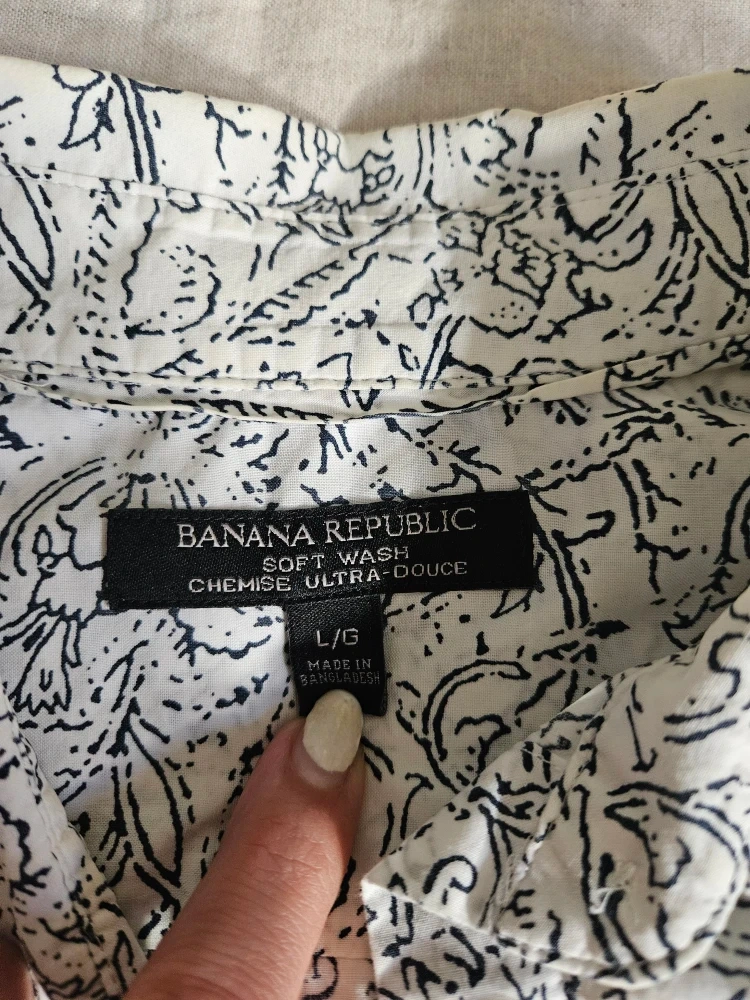 BANANA REPUBLIC
SOFT WASH
CHEMISE ULTRA-DOUCE
L/G
MADE IN
BANGLADESH